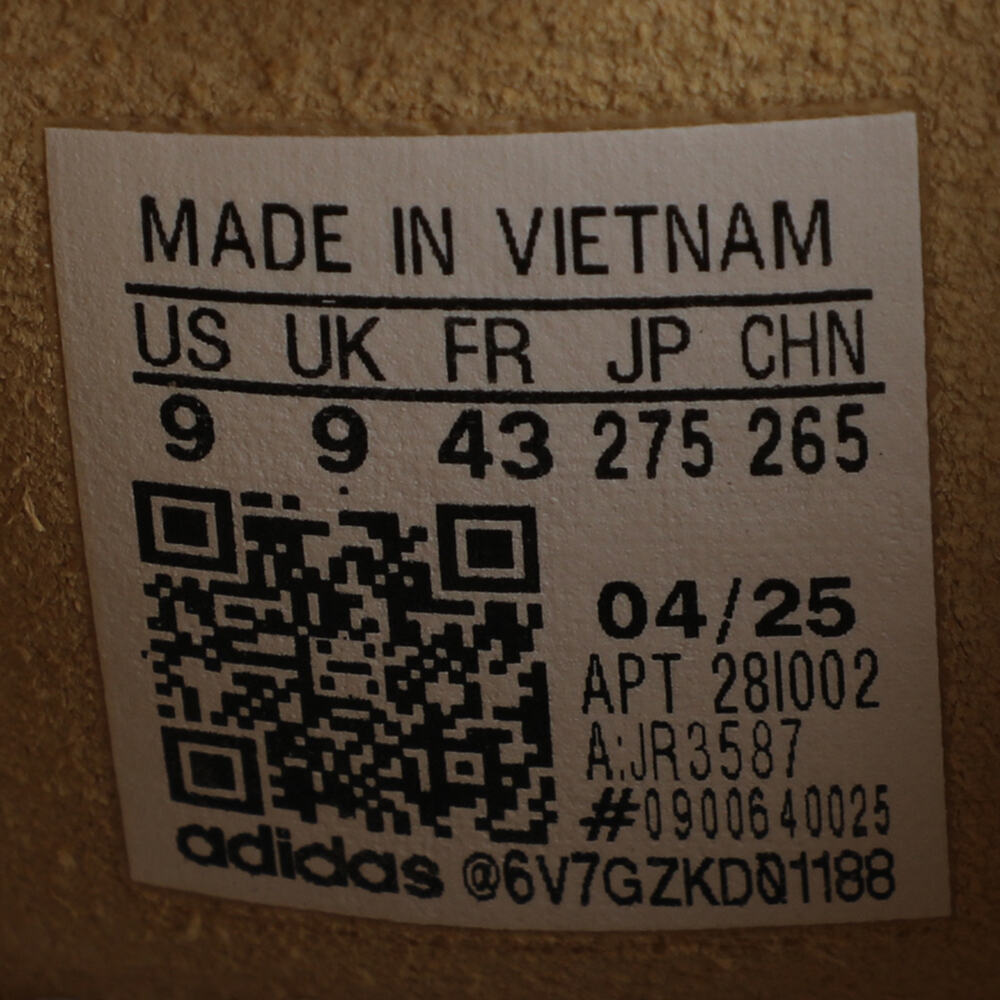 MADE IN VIETNAM
US UK FR JP CHN
9 9 43 275 265
04/25
APT 28I002
A:JR3587
#0900640025
adidas @6V7GZKDQ1188